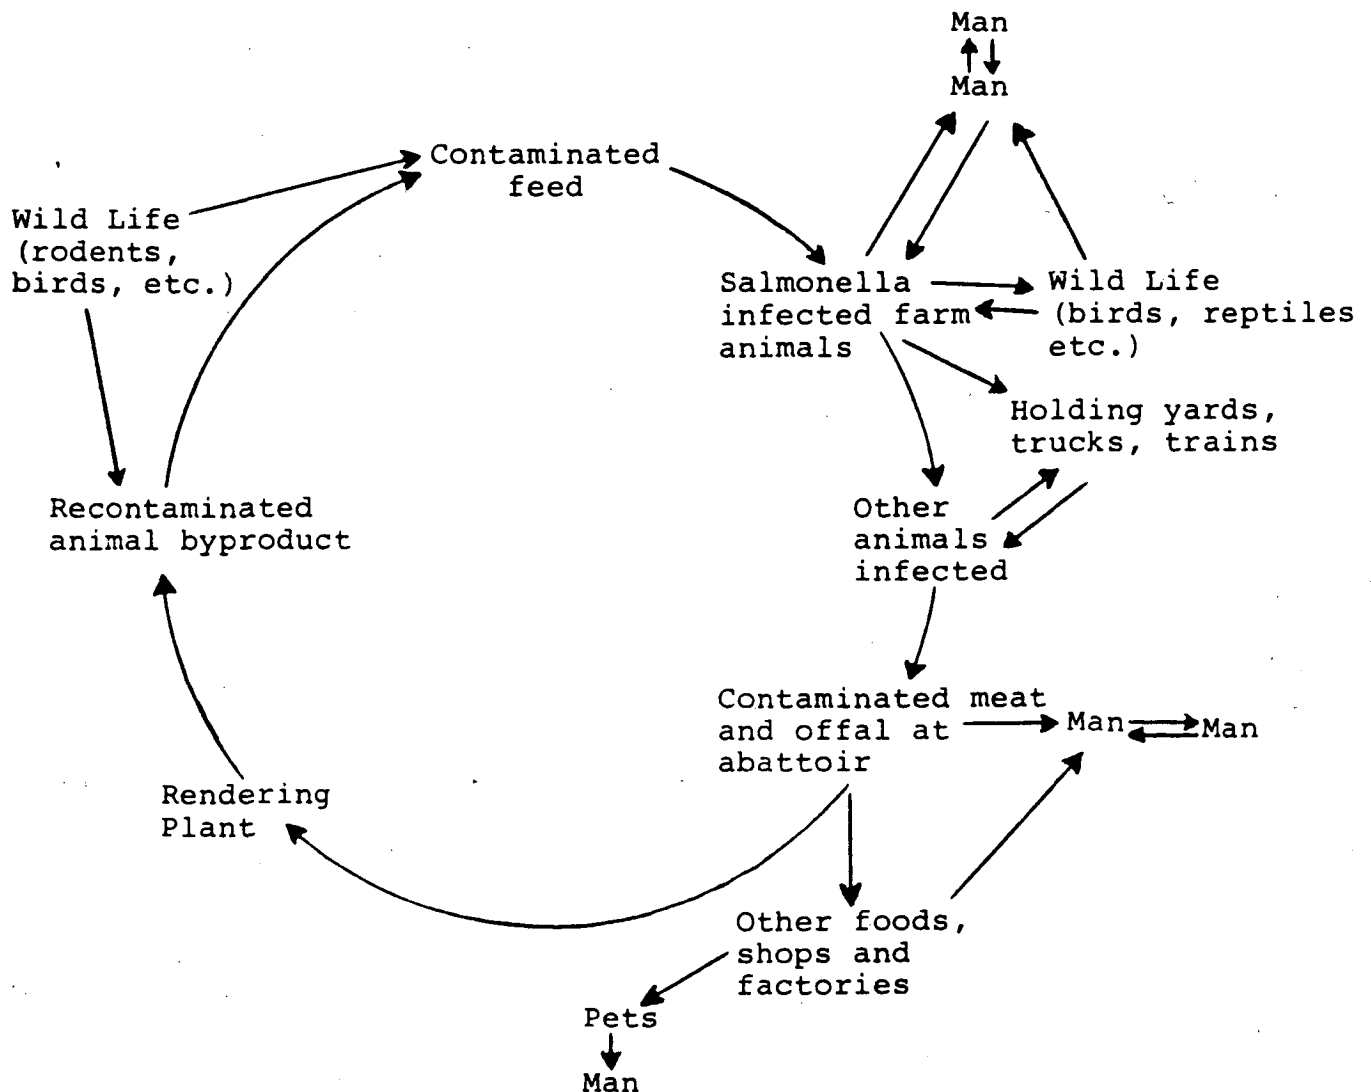 Man
Man
Contaminated
feed
Wild Life
(rodents,
birds, etc.)
Salmonella
infected farm
animals
Wild Life
(birds, reptiles
etc.)
Holding yards,
trucks, trains
Recontaminated
animal byproduct
Other
animals
infected
Contaminated meat
and offal at
abattoir
Man
Man
Rendering
Plant
Other foods,
shops and
factories
Pets
Man